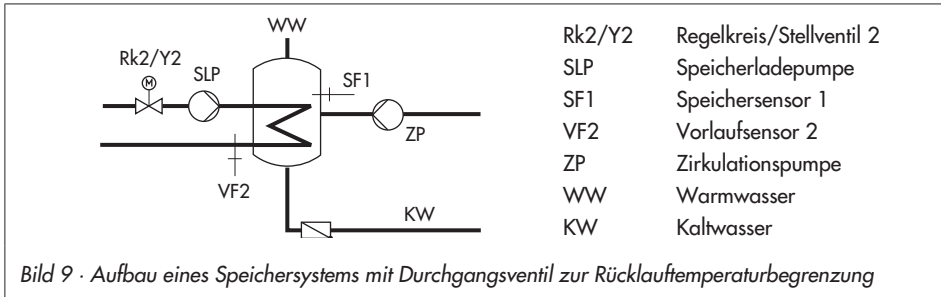 WW
Rk2/Y2
M
SLP
SF1
ZP
VF2
KW
Rk2/Y2 Regelkreis/Stellventil 2
SLP Speicherladepumpe
SF1 Speichersensor 1
VF2 Vorlaufsensor 2
ZP Zirkulationspumpe
WW Warmwasser
KW Kaltwasser
Bild 9 · Aufbau eines Speichersystems mit Durchgangsventil zur Rücklauftemperaturbegrenzung